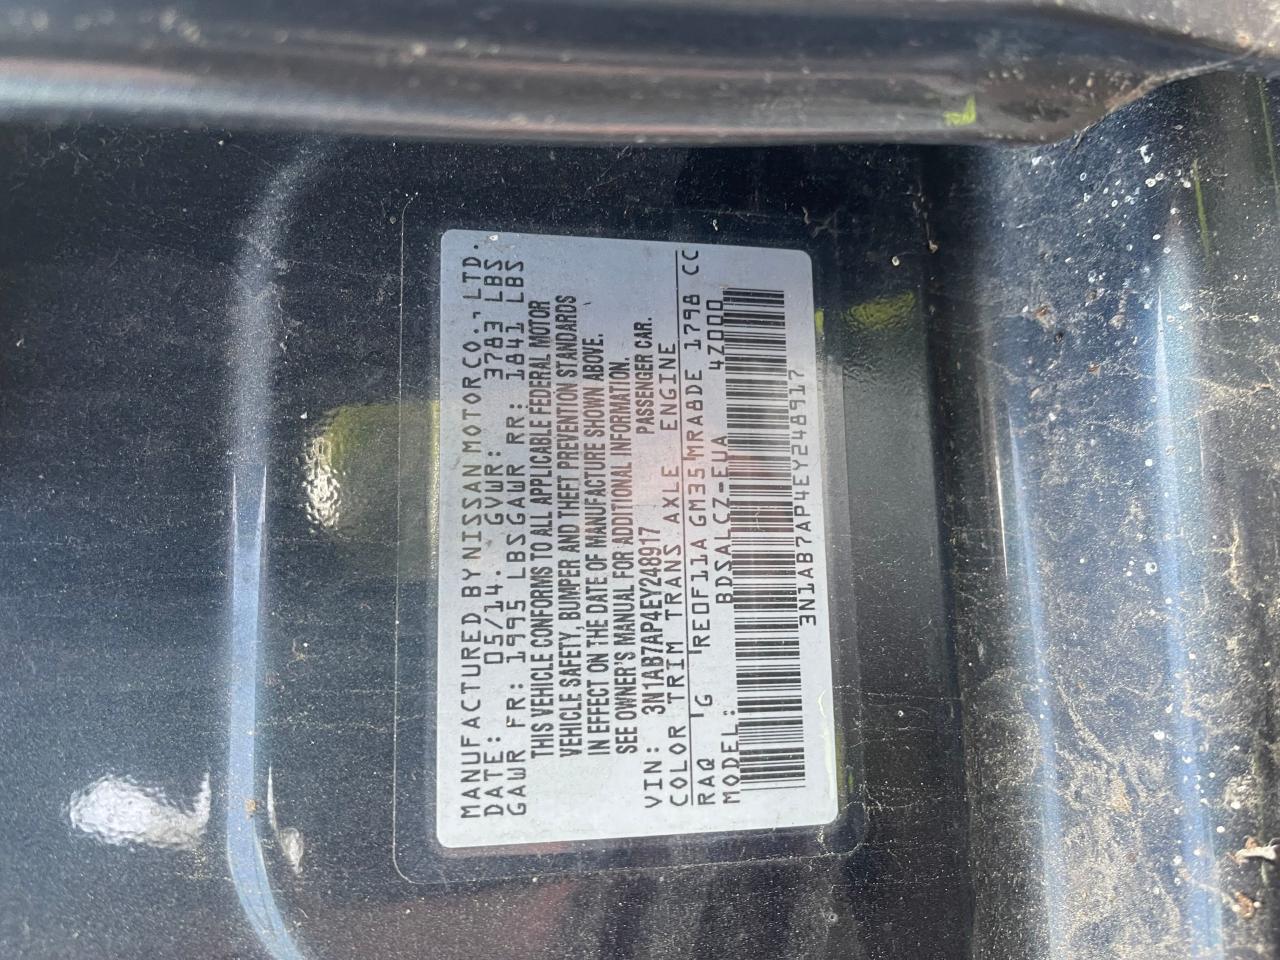 MANUFACTURED BY NISSAN MOTOR CO., LTD.
DATE: 05/14. GVWR: 3783 LBS
GAWR FR: 1995 LBSGAWR RR: 1841 LBS
THIS VEHICLE CONFORMS TO ALL APPLICABLE FEDERAL MOTOR
VEHICLE SAFETY, BUMPER AND THEFT PREVENTION STANDARDS
IN EFFECT ON THE DATE OF MANUFACTURE SHOWN ABOVE.
SEE OWNER'S MANUAL FOR ADDITIONAL INFORMATION.
VIN: 3N1AB7AP4EY248917 PASSENGER CAR.
COLOR TRIM TRANS AXLE ENGINE
RAQ G RE0F11A GM35 MRA8DE 1798 CC
MODEL: BDSALCZ-EUA 4Z000
3N1AB7AP4EY248917